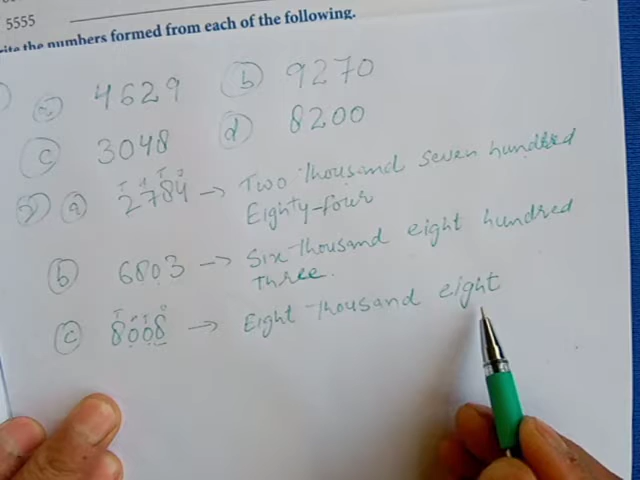 5555
ite the numbers formed from each of the following.
a 4629 b 9270
c 3048 d 8200
a T H T O
2784 → Two thousand seven hundred
Eighty-four
b 6803 → Six thousand eight hundred
Three.
c 8008 → Eight thousand eight